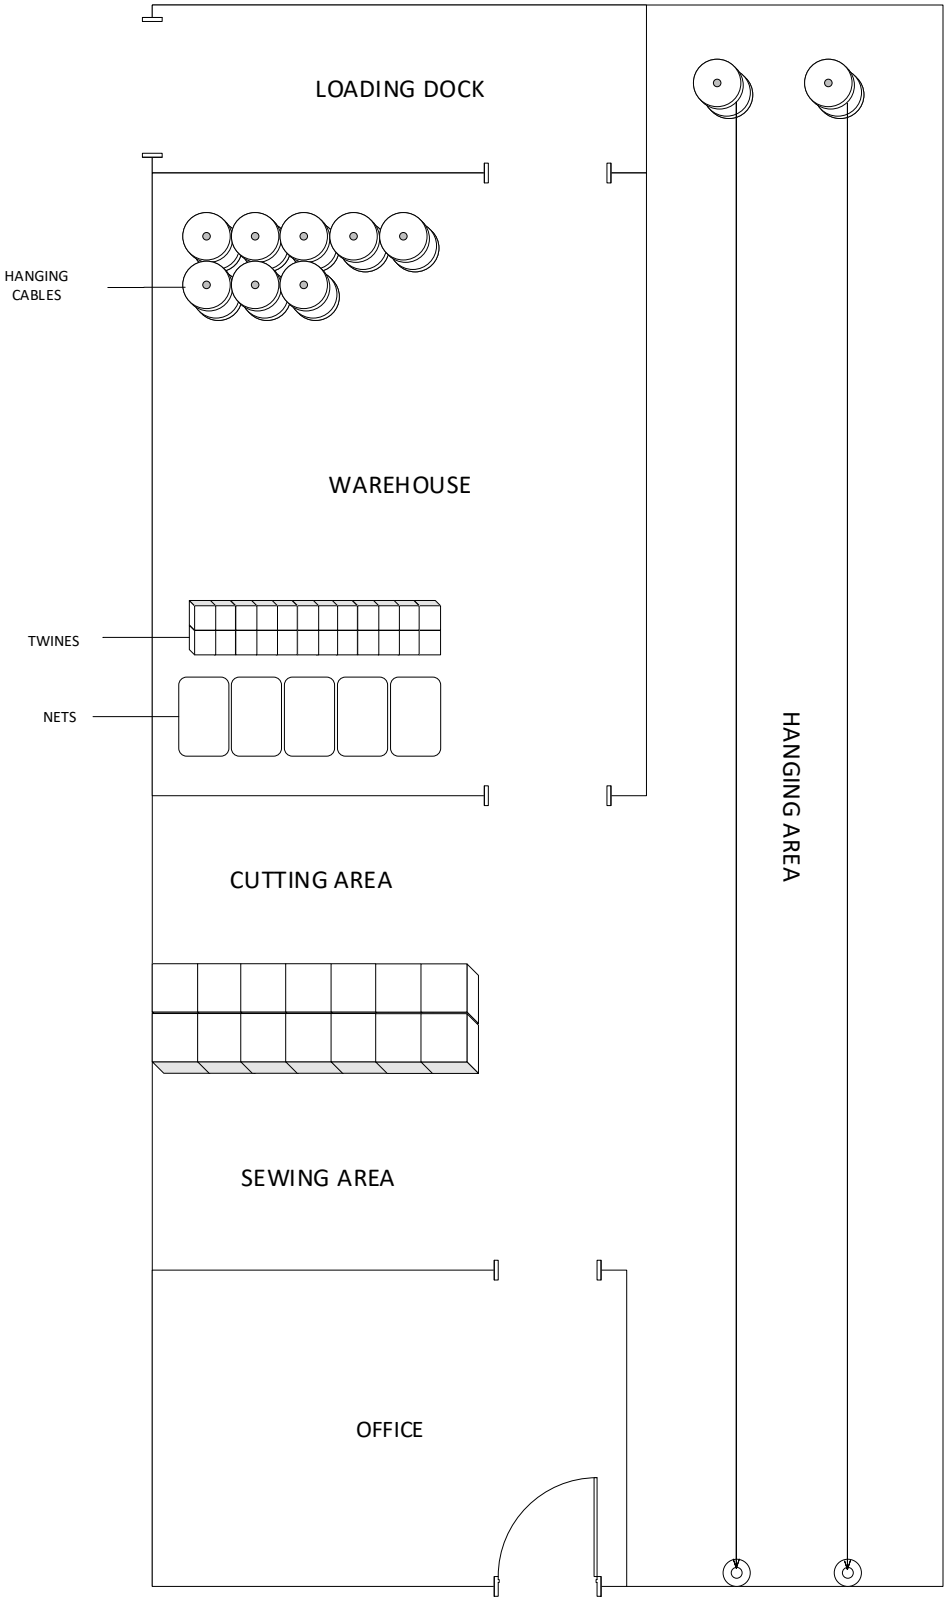 LOADING DOCK
HANGING
CABLES
WAREHOUSE
TWINES
NETS
HANGING AREA
CUTTING AREA
SEWING AREA
OFFICE